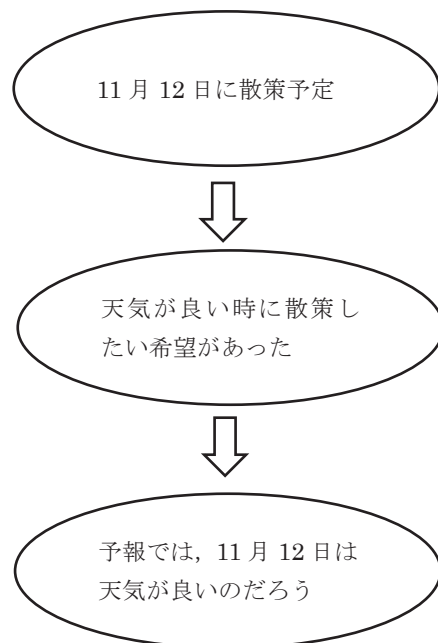 11 月 12 日に散策予定
天気が良い時に散策し
たい希望があった
予報では，11 月 12 日は
天気が良いのだろう